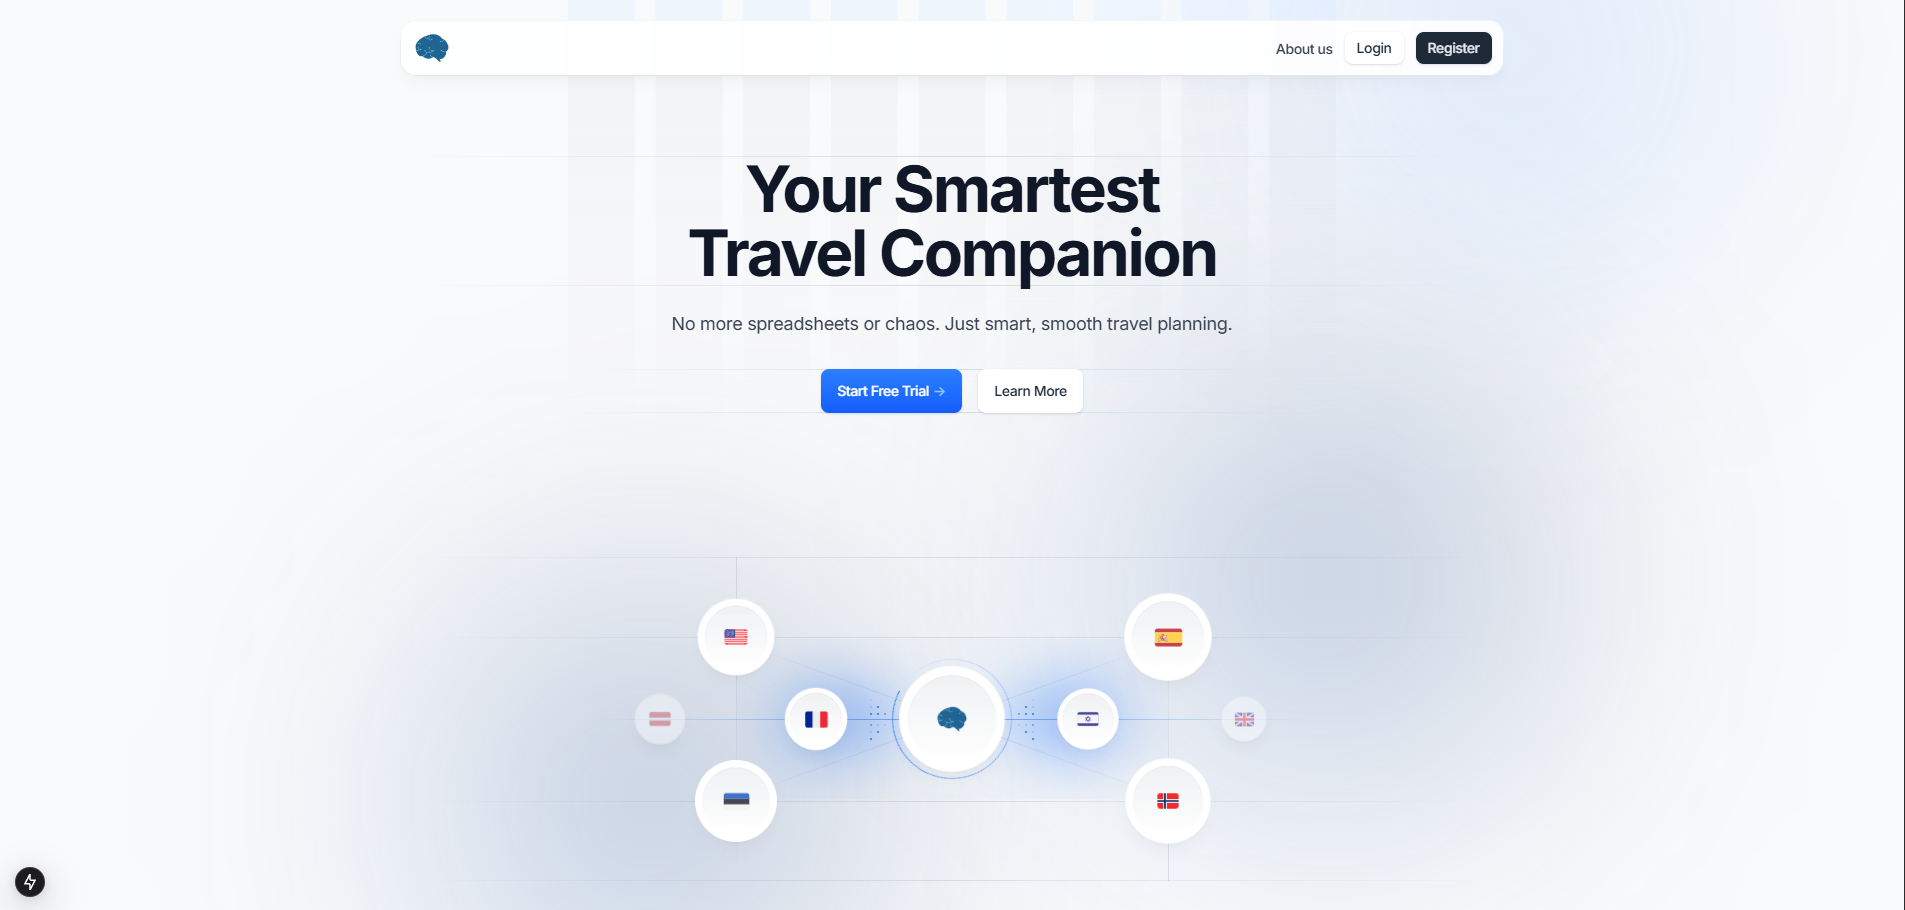 About us
Login
Register
Your Smartest
Travel Companion
No more spreadsheets or chaos. Just smart, smooth travel planning.
Start Free Trial →
Learn More